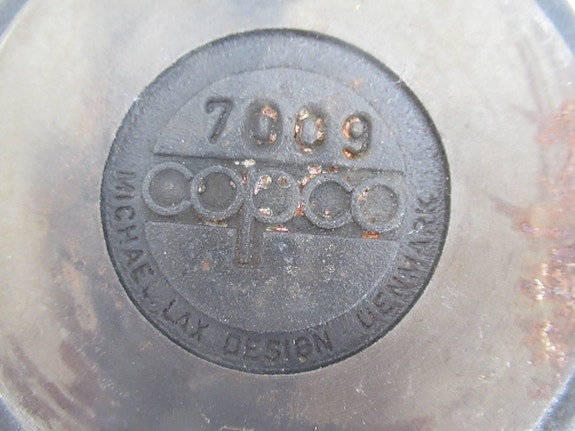 7009
copco
MICHAEL LAX DESIGN DENMARK